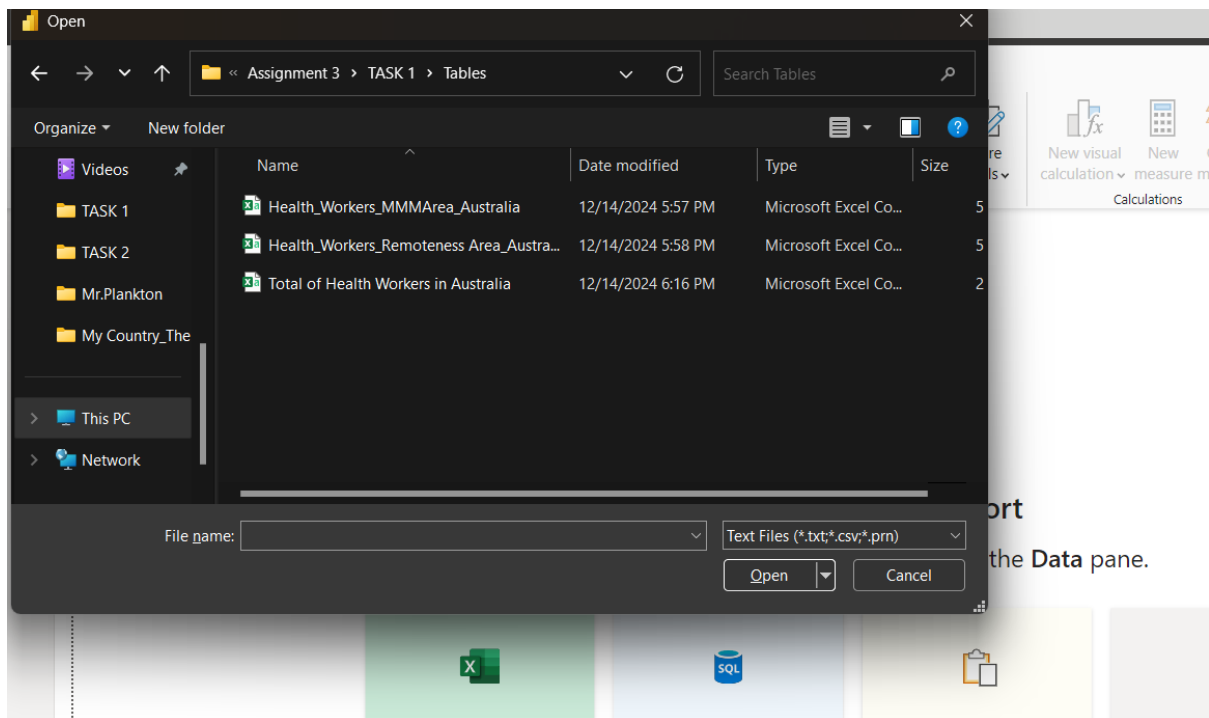 Open
« Assignment 3 > TASK 1 > Tables
Search Tables
Organize
New folder
Name
Date modified
Type
Size
Videos
TASK 1
TASK 2
Mr.Plankton
My Country_The
This PC
Network
Health_Workers_MMMArea_Australia 12/14/2024 5:57 PM Microsoft Excel Co... 5
Health_Workers_Remoteness Area_Austra... 12/14/2024 5:58 PM Microsoft Excel Co... 5
Total of Health Workers in Australia 12/14/2024 6:16 PM Microsoft Excel Co... 2
File name:
Text Files (*.txt;*.csv;*.prn)
Open
Cancel
New visual
calculation
New
measure
Calculations
the Data pane.
SQL